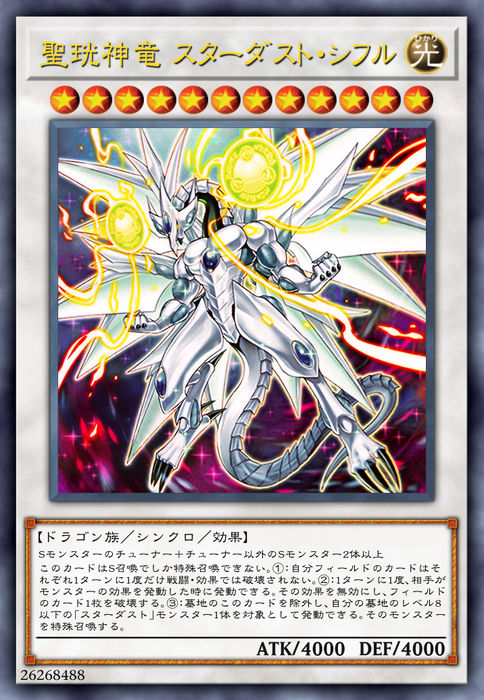 聖珖神竜 スターダスト・シフル
ひかり
光
【ドラゴン族／シンクロ／効果】
Sモンスターのチューナー＋チューナー以外のSモンスター2体以上
このカードはS召喚でしか特殊召喚できない。①：自分フィールドのカードはそ
れぞれ1ターンに1度だけ戦闘・効果では破壊されない。②：1ターンに1度、相手が
モンスターの効果を発動した時に発動できる。その効果を無効にし、フィールド
のカード1枚を破壊する。③：墓地のこのカードを除外し、自分の墓地のレベル8
以下の「スターダスト」モンスター1体を対象として発動できる。そのモンスター
を特殊召喚する。
ATK/4000 DEF/4000
26268488